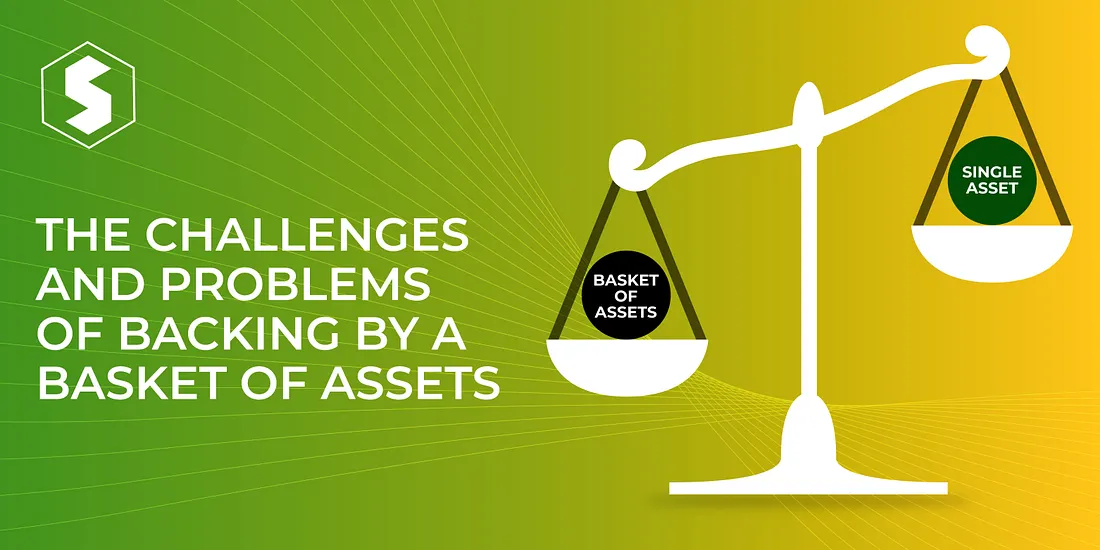 THE CHALLENGES
AND PROBLEMS
OF BACKING BY A
BASKET OF ASSETS
BASKET
OF
ASSETS
SINGLE
ASSET